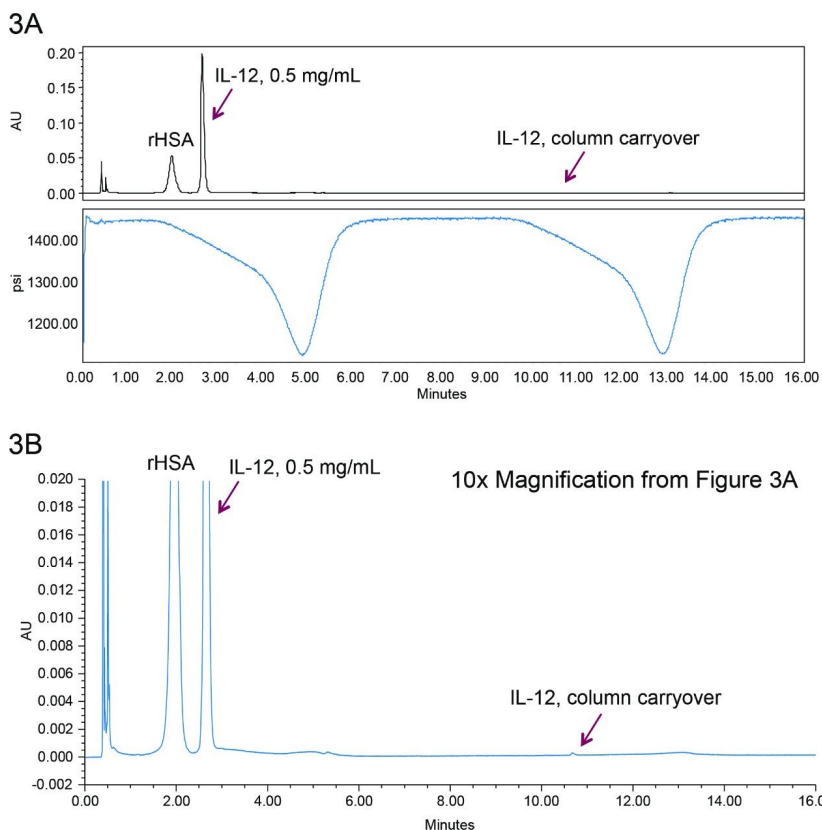 3A
0.20
0.15
0.10
0.05
0.00
AU
IL-12, 0.5 mg/mL
rHSA
IL-12, column carryover
1400.00
1300.00
1200.00
psi
0.00 1.00 2.00 3.00 4.00 5.00 6.00 7.00 8.00 9.00 10.00 11.00 12.00 13.00 14.00 15.00 16.00
Minutes
3B
rHSA
IL-12, 0.5 mg/mL
10x Magnification from Figure 3A
0.020
0.018
0.016
0.014
0.012
0.010
0.008
0.006
0.004
0.002
0.000
-0.002
AU
IL-12, column carryover
0.00 2.00 4.00 6.00 8.00 10.00 12.00 14.00 16.0
Minutes